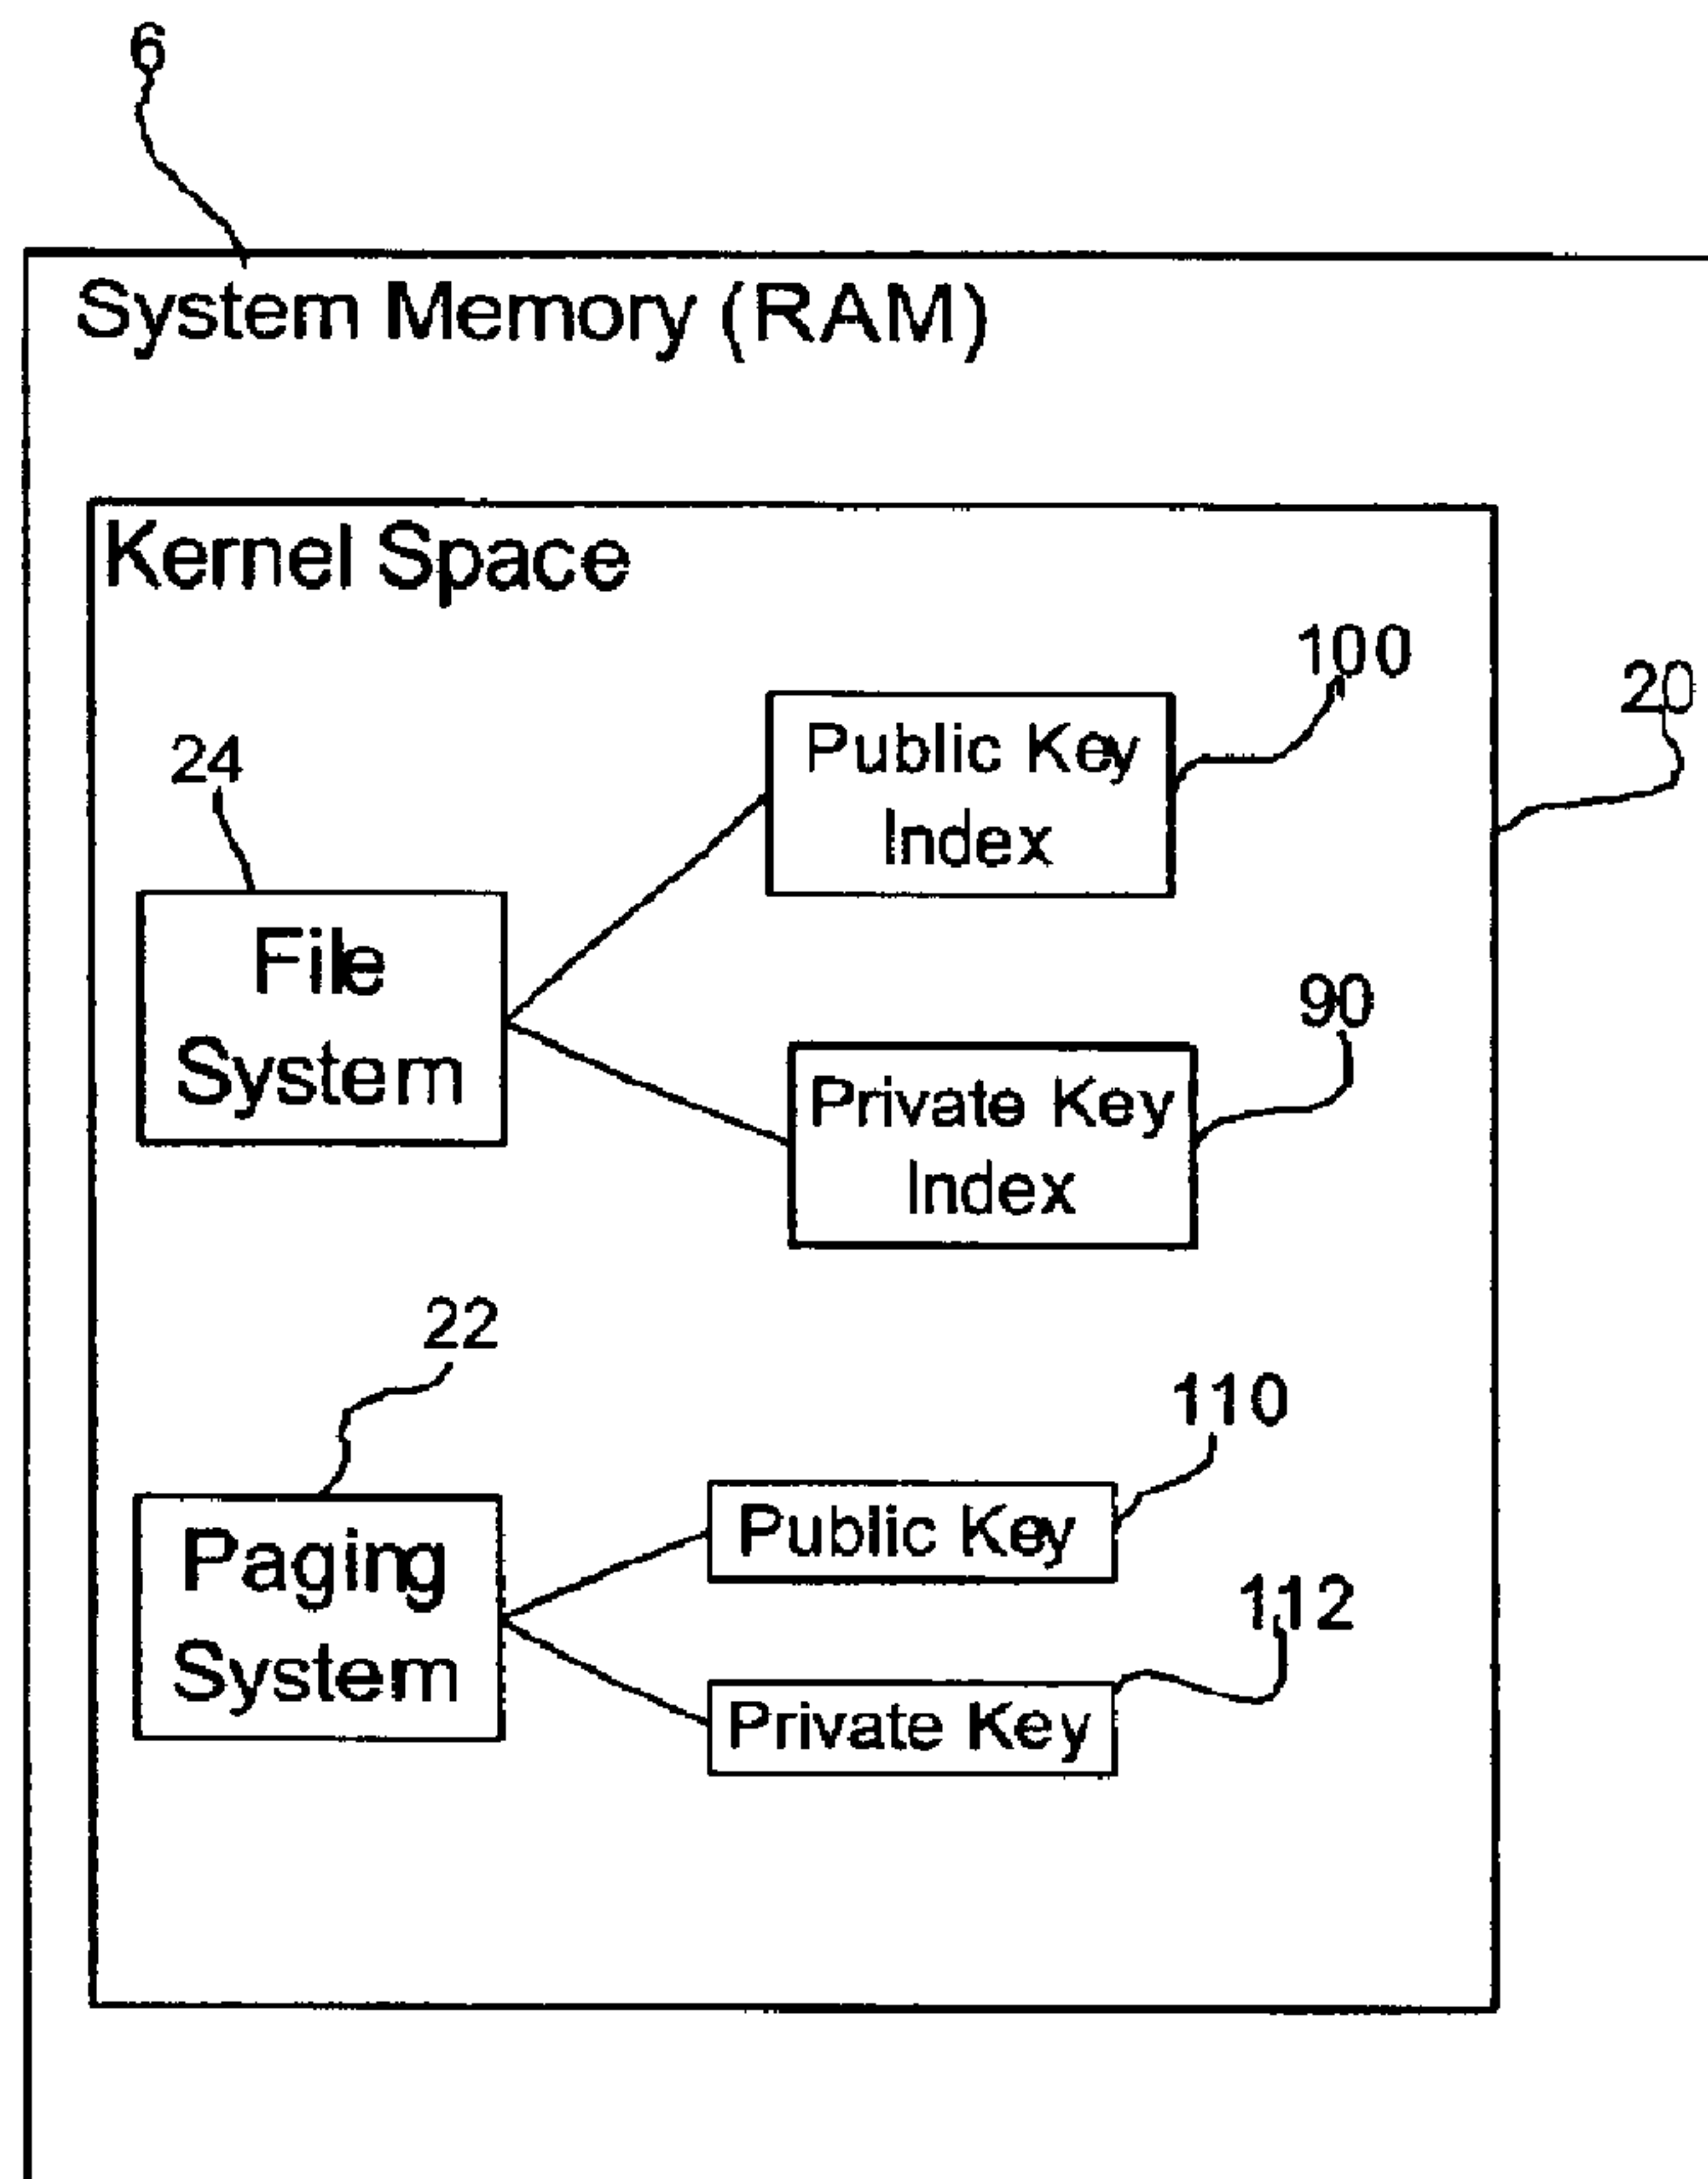 6
System Memory (RAM)
Kernel Space
100
20
Public Key
Index
24
File
System
90
Private Key
Index
22
110
Public Key
Paging
System
112
Private Key